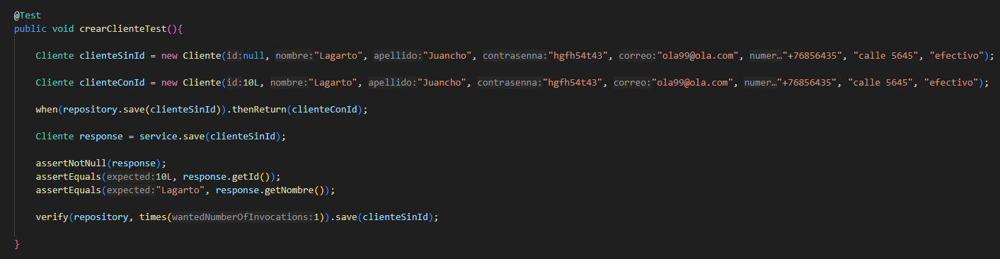 @Test
public void crearClienteTest(){
Cliente clienteSinId = new Cliente(id:null, nombre:"Lagarto", apellido:"Juancho", contrasenna:"hgfh54t43", correo:"ola99@ola.com", numer…"+76856435", "calle 5645", "efectivo");
Cliente clienteConId = new Cliente(id:10L, nombre:"Lagarto", apellido:"Juancho", contrasenna:"hgfh54t43", correo:"ola99@ola.com", numer…"+76856435", "calle 5645", "efectivo");
when(repository.save(clienteSinId)).thenReturn(clienteConId);
Cliente response = service.save(clienteSinId);
assertNotNull(response);
assertEquals(expected:10L, response.getId());
assertEquals(expected:"Lagarto", response.getNombre());
verify(repository, times(wantedNumberOfInvocations:1)).save(clienteSinId);
}